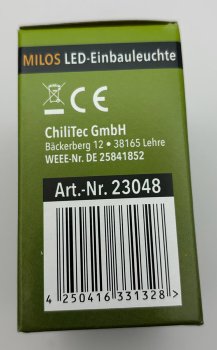 MILOS LED-Einbauleuchte
CE
ChiliTec GmbH
Bäckerberg 12 • 38165 Lehre
WEEE-Nr. DE 25841852
Art.-Nr. 23048
4 250416 331328 >